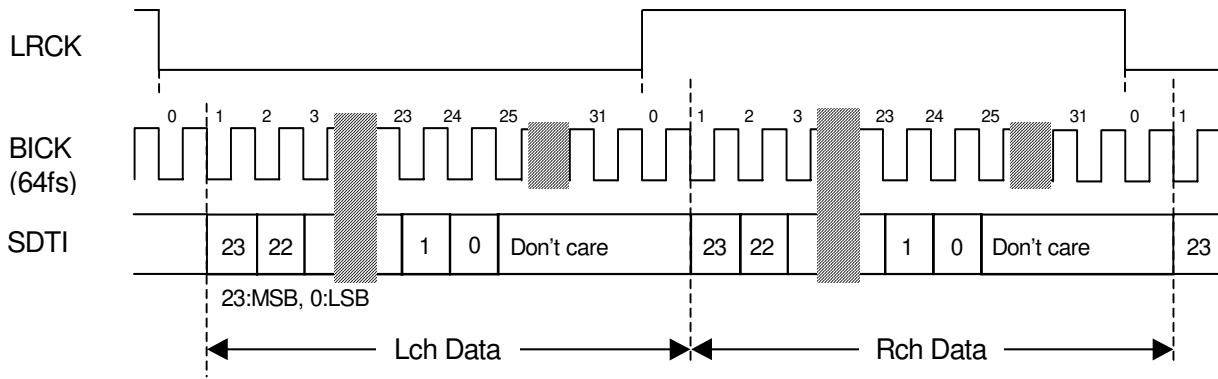 LRCK
0 1 2 3 23 24 25 31 0 1 2 3 23 24 25 31 0 1
BICK
(64fs)
SDTI 23 22 1 0 Don't care 23 22 1 0 Don't care 23
23:MSB, 0:LSB
Lch Data Rch Data